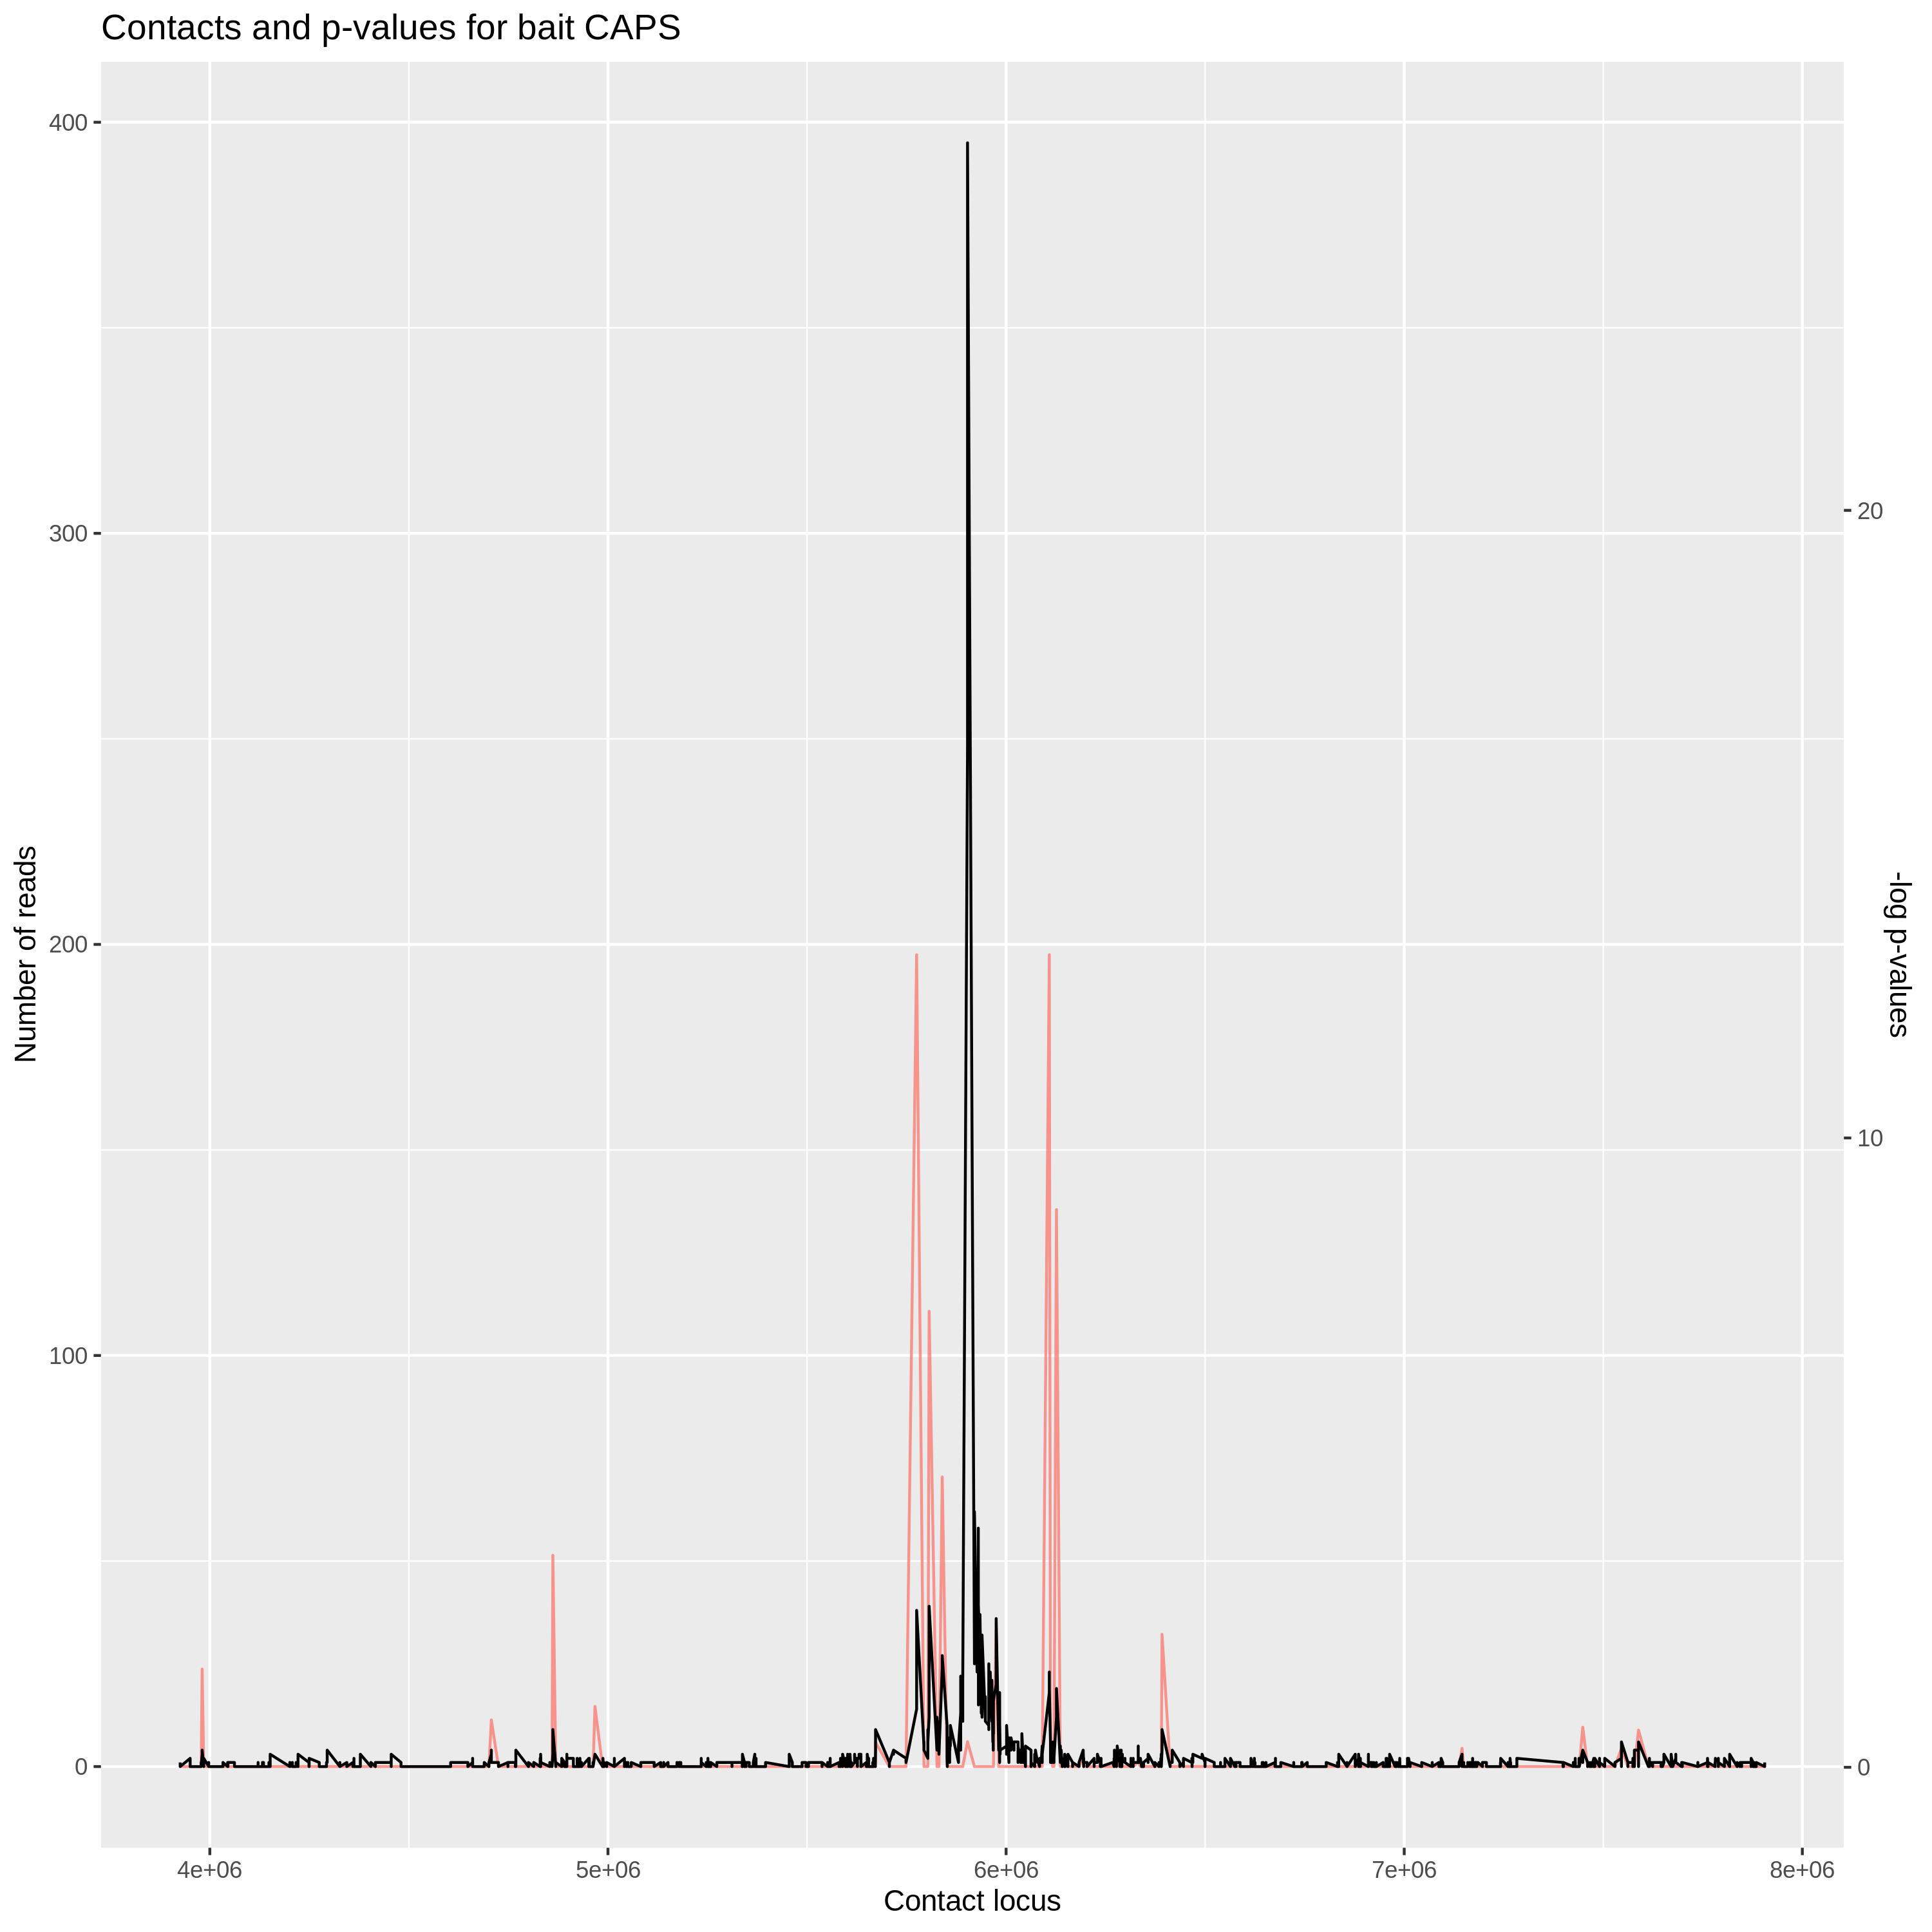 Contacts and p-values for bait CAPS
400
300
200
100
0
Number of reads
20
10
0
-log p-values
4e+06
5e+06
6e+06
7e+06
8e+06
Contact locus